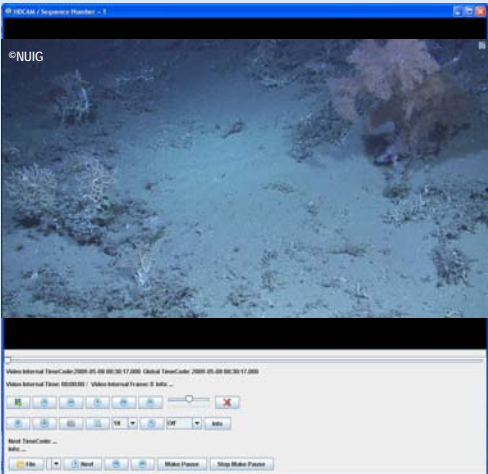 HDCAM / Sequence Number - 1
©NUIG
Video Internal TimeCode:2009-05-08 08:30:17.000 Global TimeCode: 2009-05-08 08:30:17.000
Video Internal Time: 00:00:00 / Video Internal Frame: 0 Info: ...
1X Off Info
Next TimeCode: ...
Info: ...
File Next Make Pause Stop Make Pause